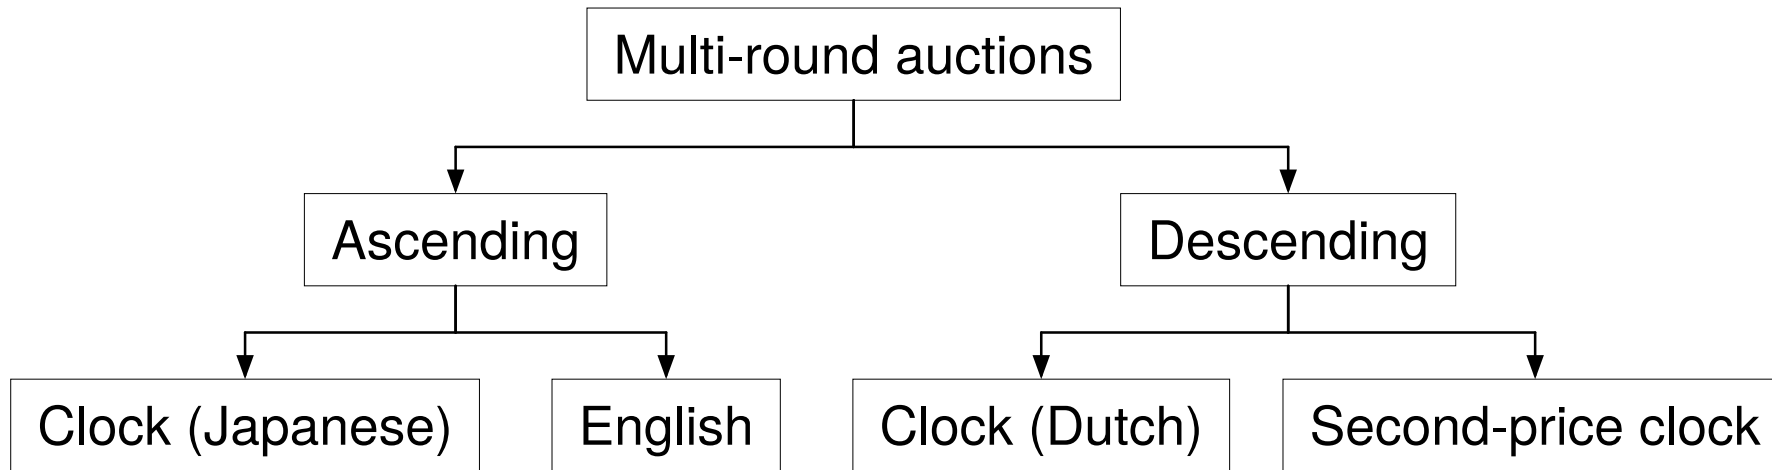 Multi-round auctions
Ascending
Descending
Clock (Japanese)
English
Clock (Dutch)
Second-price clock